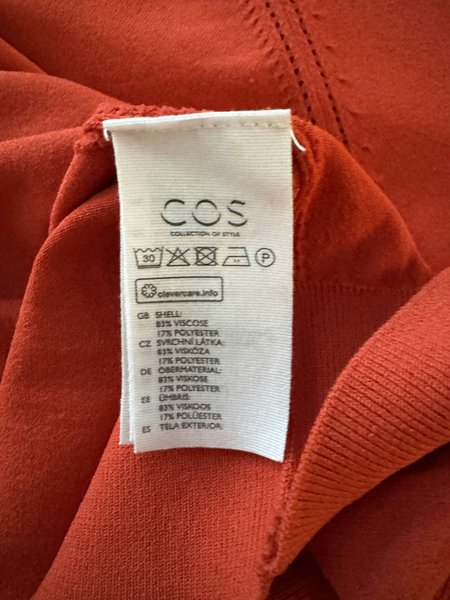 COS
COLLECTION OF STYLE
30 P
clevercare.info
GB SHELL:
83% VISCOSE
17% POLYESTER
CZ SVRCHNÍ LÁTKA:
83% VISKÓZA
17% POLYESTER
DE OBERMATERIAL:
83% VISKOSE
17% POLYESTER
EE ÜMBRIS:
83% VISKOOS
17% POLÜESTER
ES TELA EXTERIOR: